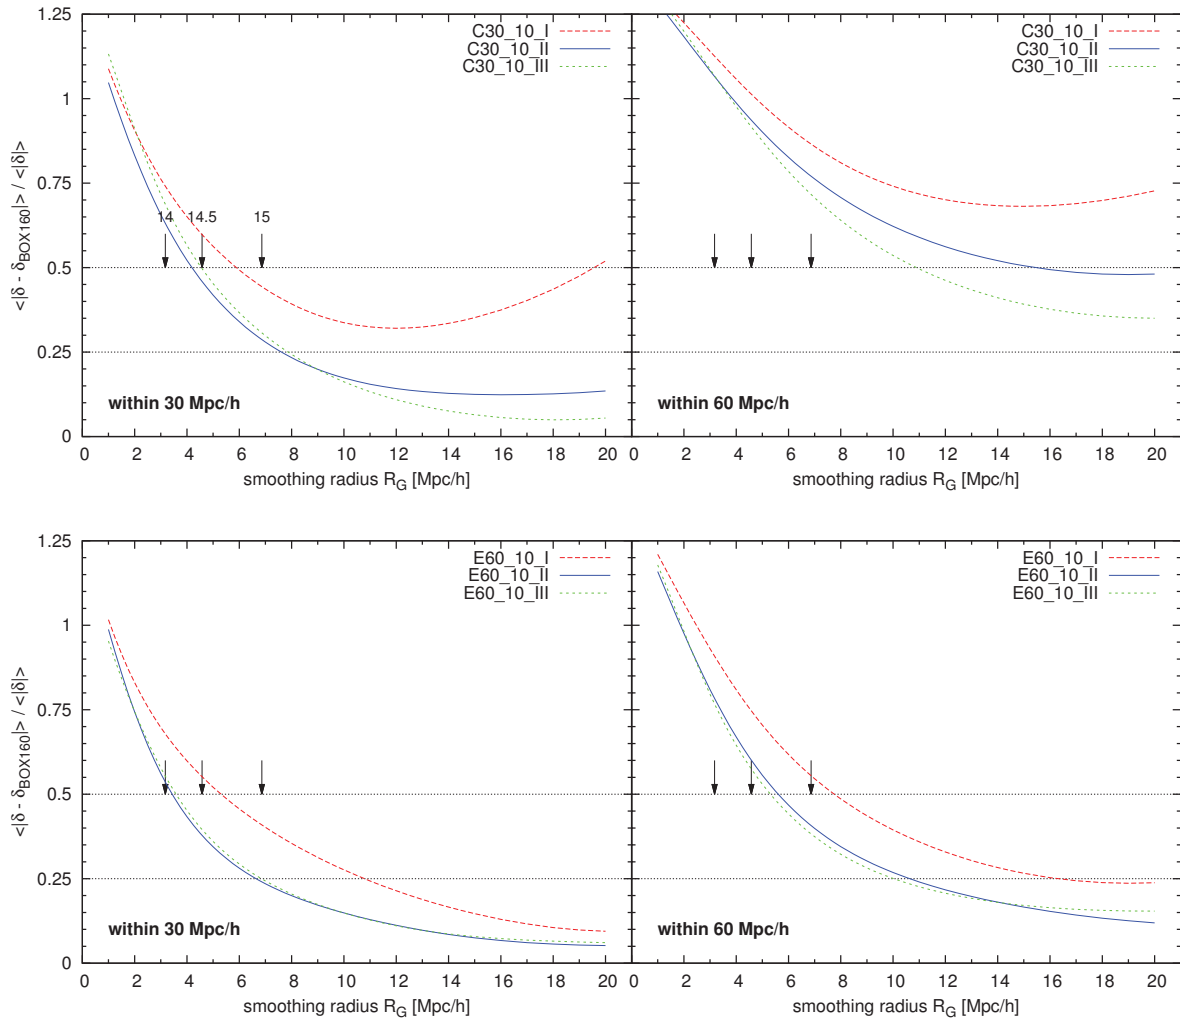 1.25
1
0.75
0.5
0.25
0
<|δ - δBOX160|> / <|δ|>
C30_10_I
C30_10_II
C30_10_III
14 14.5 15
within 30 Mpc/h
0 2 4 6 8 10 12 14 16 18 20
smoothing radius RG [Mpc/h]
C30_10_I
C30_10_II
C30_10_III
within 60 Mpc/h
2 4 6 8 10 12 14 16 18 20
smoothing radius RG [Mpc/h]
1.25
1
0.75
0.5
0.25
0
<|δ - δBOX160|> / <|δ|>
E60_10_I
E60_10_II
E60_10_III
within 30 Mpc/h
0 2 4 6 8 10 12 14 16 18 20
smoothing radius RG [Mpc/h]
E60_10_I
E60_10_II
E60_10_III
within 60 Mpc/h
2 4 6 8 10 12 14 16 18 20
smoothing radius RG [Mpc/h]